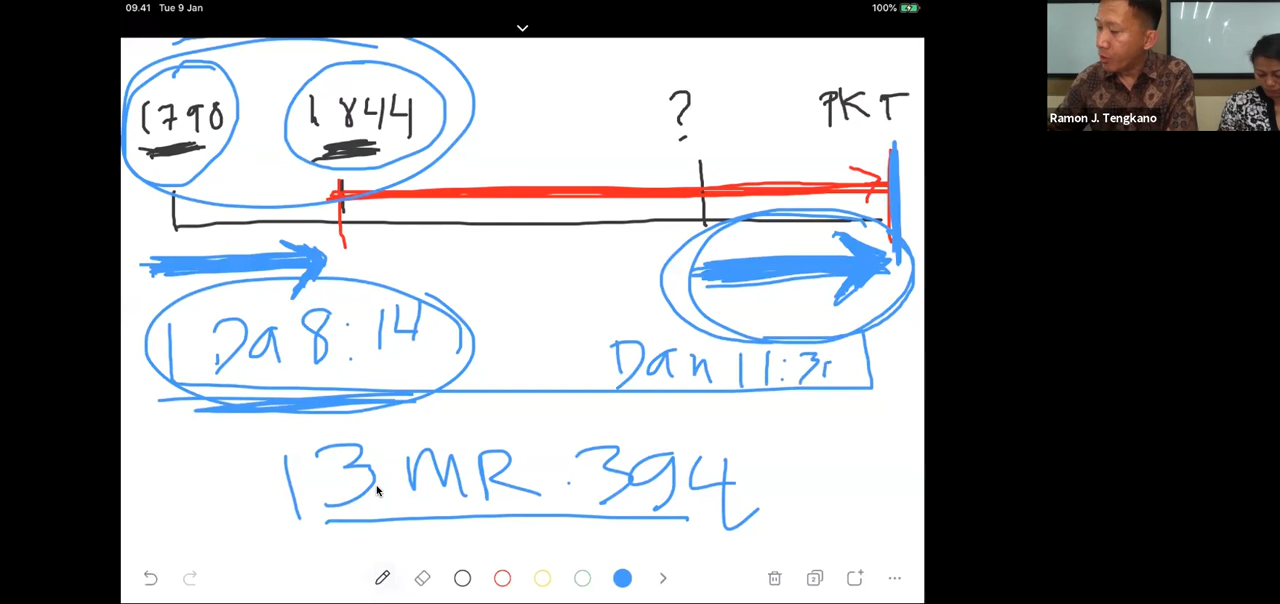 09.41 Tue 9 Jan
100%
1798 1844 ? PKT
Ramon J. Tengkano
Da 8:14
Dan 11:3
13 MR. 394